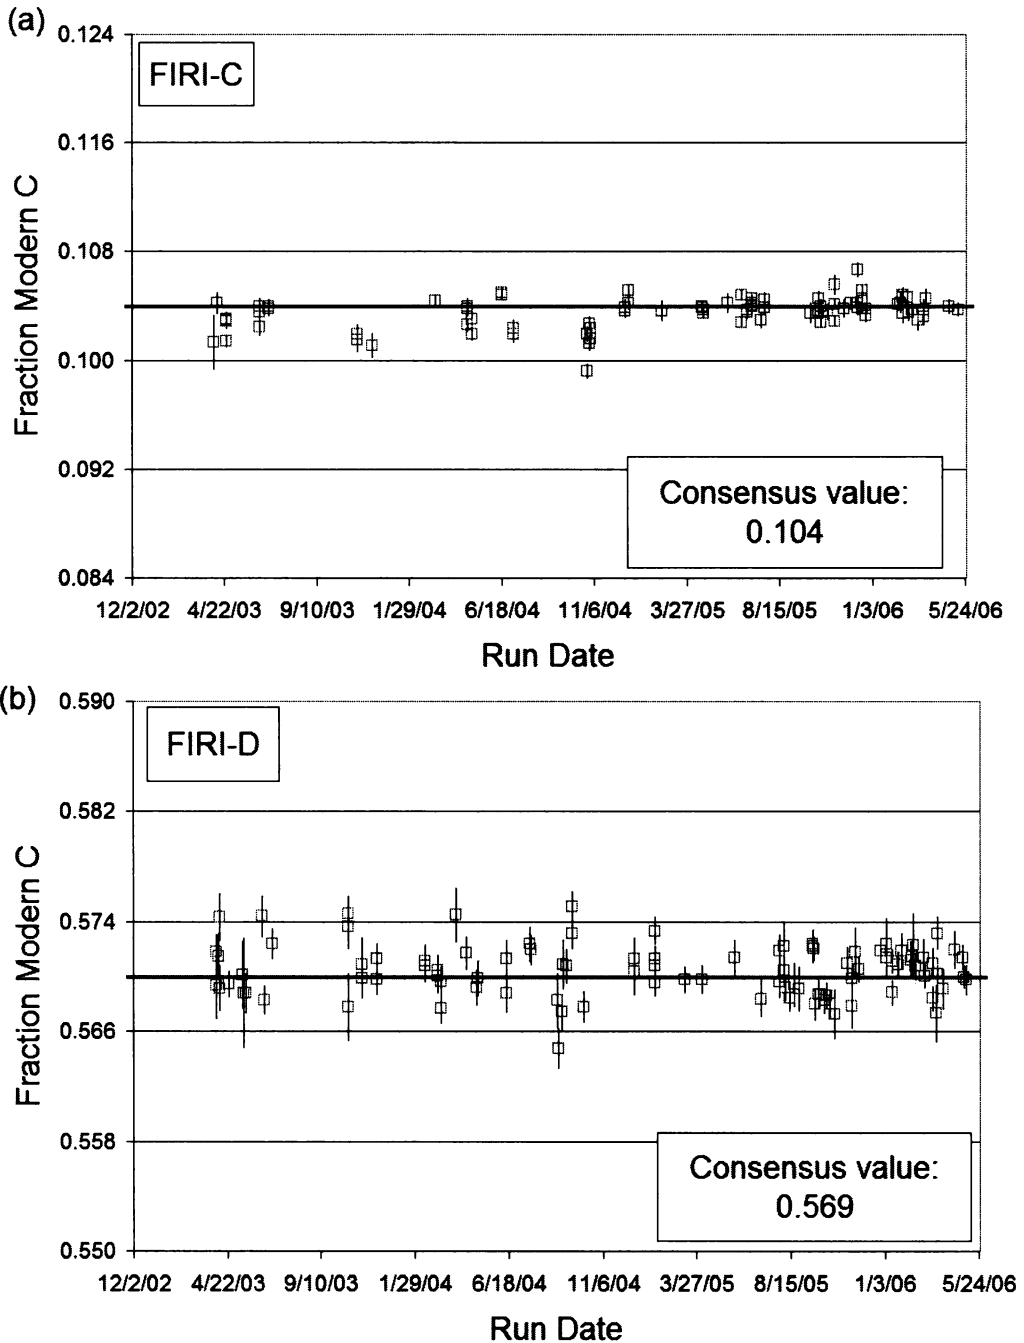 (a)
0.124
FIRI-C
0.116
0.108
0.100
0.092
0.084
Fraction Modern C
Consensus value:
0.104
12/2/02 4/22/03 9/10/03 1/29/04 6/18/04 11/6/04 3/27/05 8/15/05 1/3/06 5/24/06
Run Date
(b)
0.590
FIRI-D
0.582
0.574
0.566
0.558
0.550
Fraction Modern C
Consensus value:
0.569
12/2/02 4/22/03 9/10/03 1/29/04 6/18/04 11/6/04 3/27/05 8/15/05 1/3/06 5/24/06
Run Date